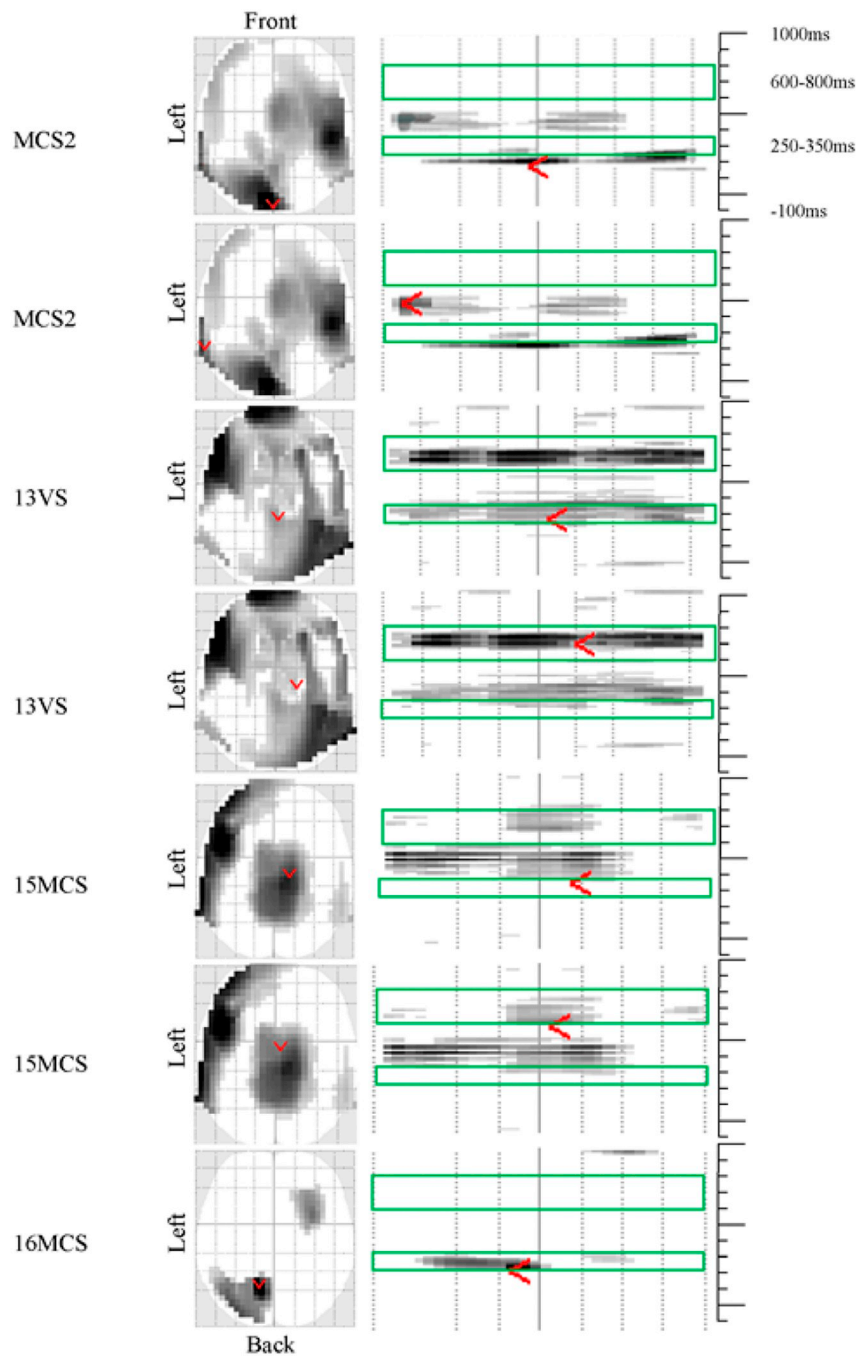 Front
1000ms
600-800ms
250-350ms
-100ms
MCS2
Left
MCS2
Left
13VS
Left
13VS
Left
15MCS
Left
15MCS
Left
16MCS
Left
Back